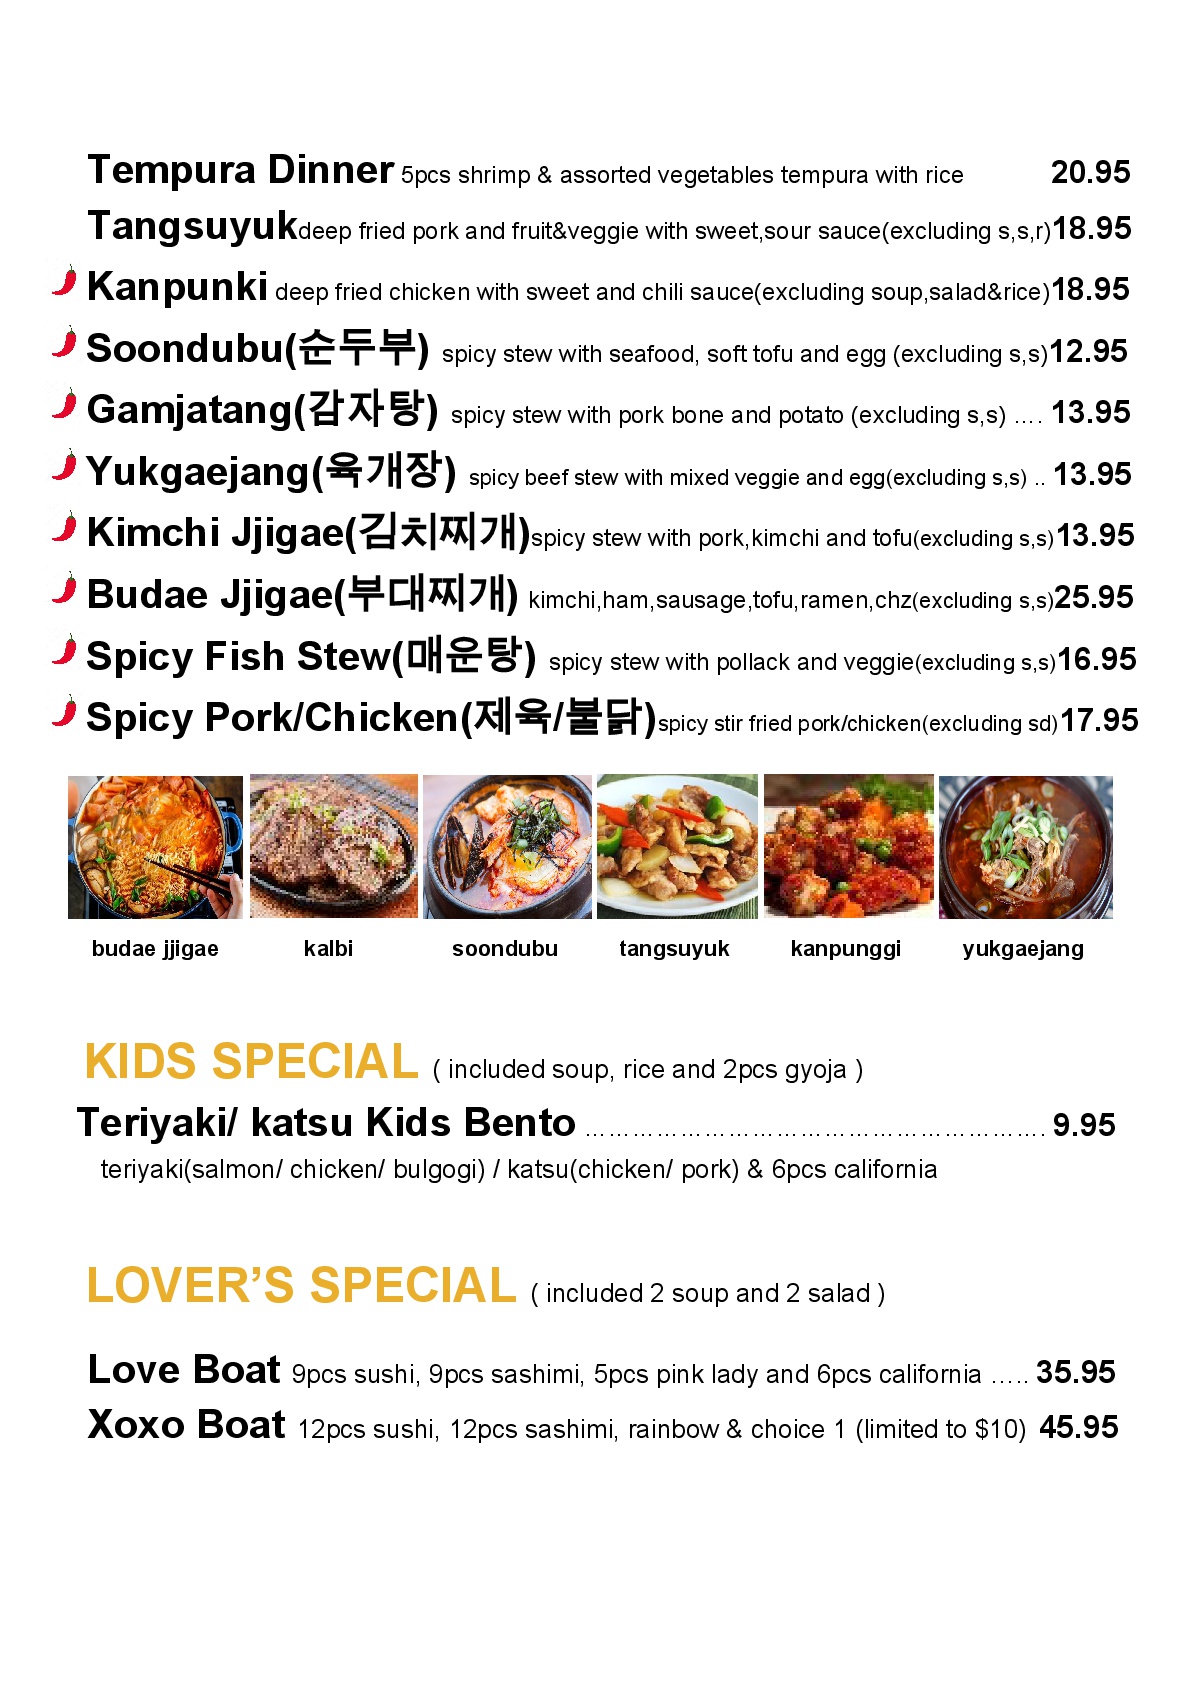 Tempura Dinner 5pcs shrimp & assorted vegetables tempura with rice 20.95
Tangsuyukdeep fried pork and fruit&veggie with sweet,sour sauce(excluding s,s,r)18.95
Kanpunki deep fried chicken with sweet and chili sauce(excluding soup,salad&rice)18.95
Soondubu(순두부) spicy stew with seafood, soft tofu and egg (excluding s,s)12.95
Gamjatang(감자탕) spicy stew with pork bone and potato (excluding s,s) .... 13.95
Yukgaejang(육개장) spicy beef stew with mixed veggie and egg(excluding s,s) .. 13.95
Kimchi Jjigae(김치찌개)spicy stew with pork,kimchi and tofu(excluding s,s)13.95
Budae Jjigae(부대찌개) kimchi,ham,sausage,tofu,ramen,chz(excluding s,s)25.95
Spicy Fish Stew(매운탕) spicy stew with pollack and veggie(excluding s,s)16.95
Spicy Pork/Chicken(제육/불닭)spicy stir fried pork/chicken(excluding sd)17.95
budae jjigae kalbi soondubu tangsuyuk kanpunggi yukgaejang
KIDS SPECIAL ( included soup, rice and 2pcs gyoja )
Teriyaki/ katsu Kids Bento ………………………………………………. 9.95
teriyaki(salmon/ chicken/ bulgogi) / katsu(chicken/ pork) & 6pcs california
LOVER’S SPECIAL ( included 2 soup and 2 salad )
Love Boat 9pcs sushi, 9pcs sashimi, 5pcs pink lady and 6pcs california ….. 35.95
Xoxo Boat 12pcs sushi, 12pcs sashimi, rainbow & choice 1 (limited to $10) 45.95